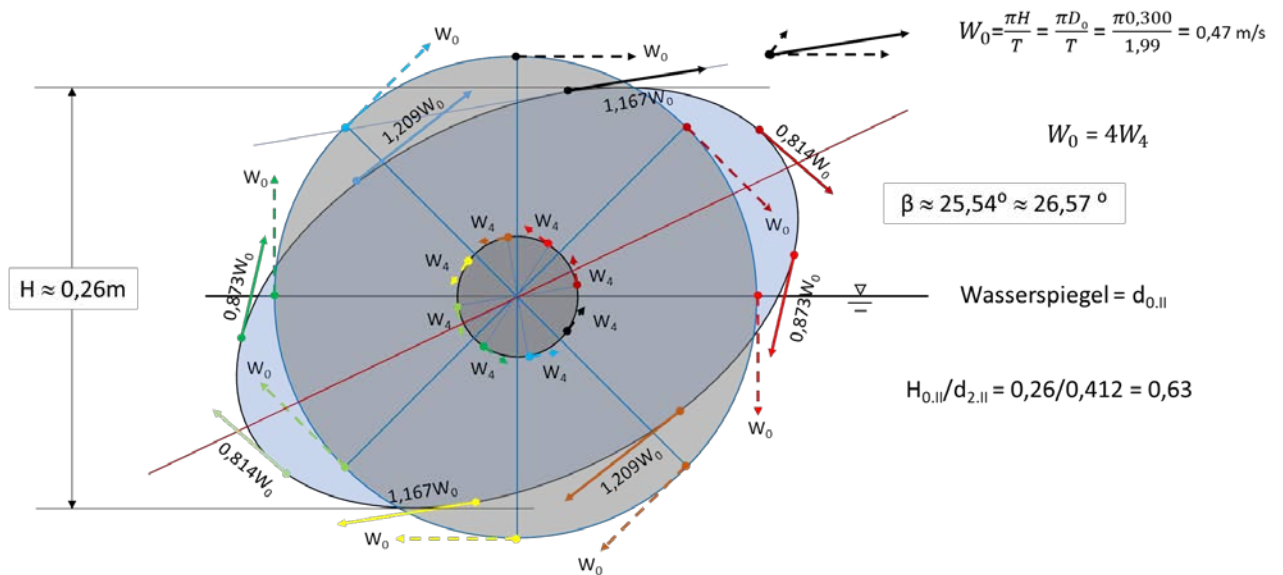 W₀
W₀=πH/T = πD₀/T = π0,300/1,99 = 0,47 m/s
W₀
1,167W₀
1,209W₀
0,814W₀
W₀ = 4W₄
W₀
β ≈ 25,54⁰ ≈ 26,57 ⁰
W₄
W₄
W₀
W₄
W₄
0,873W₀
H ≈ 0,26m
Wasserspiegel = d₀.II
0,873W₀
W₄
W₄
W₄
W₄
W₀
H₀.II/d₂.II = 0,26/0,412 = 0,63
W₀
0,814W₀
1,167W₀
1,209W₀
W₀
W₀